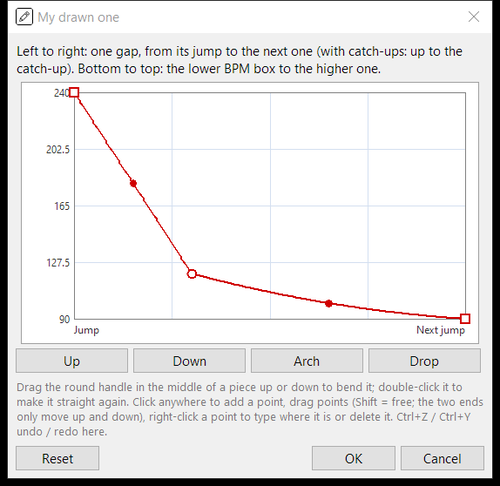 My drawn one
Left to right: one gap, from its jump to the next one (with catch-ups: up to the
catch-up). Bottom to top: the lower BPM box to the higher one.
240
202.5
165
127.5
90
Jump
Next jump
Up
Down
Arch
Drop
Drag the round handle in the middle of a piece up or down to bend it; double-click it to
make it straight again. Click anywhere to add a point, drag points (Shift = free; the two ends
only move up and down), right-click a point to type where it is or delete it. Ctrl+Z / Ctrl+Y
undo / redo here.
Reset
OK
Cancel